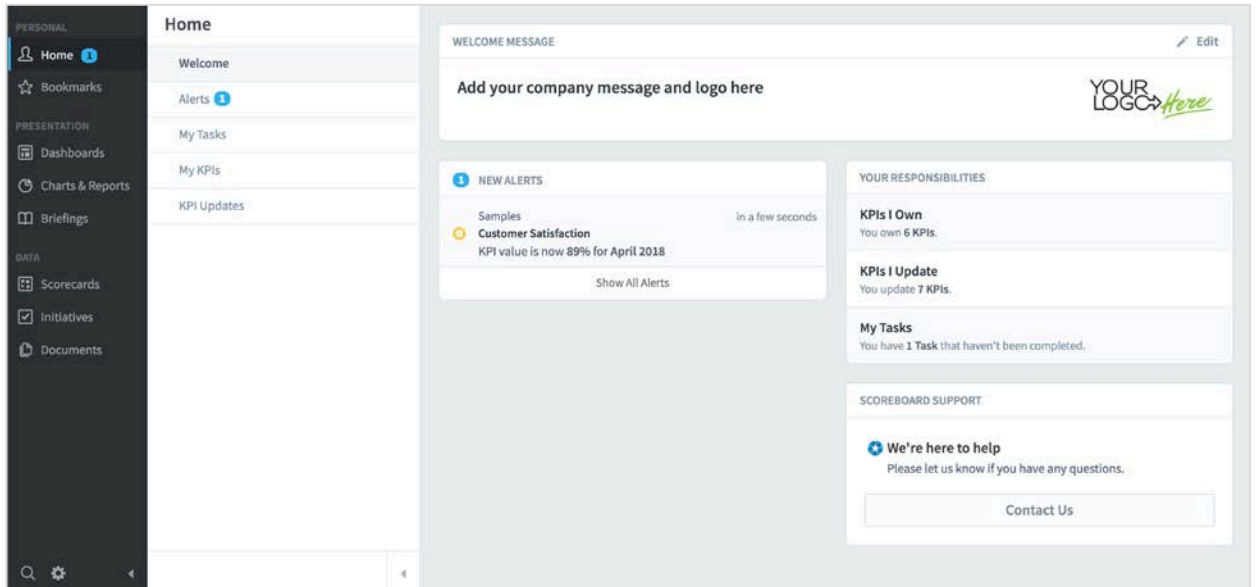 PERSONAL
Home 1
Bookmarks
PRESENTATION
Dashboards
Charts & Reports
Briefings
DATA
Scorecards
Initiatives
Documents
Home
Welcome
Alerts 1
My Tasks
My KPIs
KPI Updates
WELCOME MESSAGE
Edit
Add your company message and logo here
YOUR
LOGO Here
1 NEW ALERTS
Samples in a few seconds
Customer Satisfaction
KPI value is now 89% for April 2018
Show All Alerts
YOUR RESPONSIBILITIES
KPIs I Own
You own 6 KPIs.
KPIs I Update
You update 7 KPIs.
My Tasks
You have 1 Task that haven't been completed.
SCOREBOARD SUPPORT
We're here to help
Please let us know if you have any questions.
Contact Us